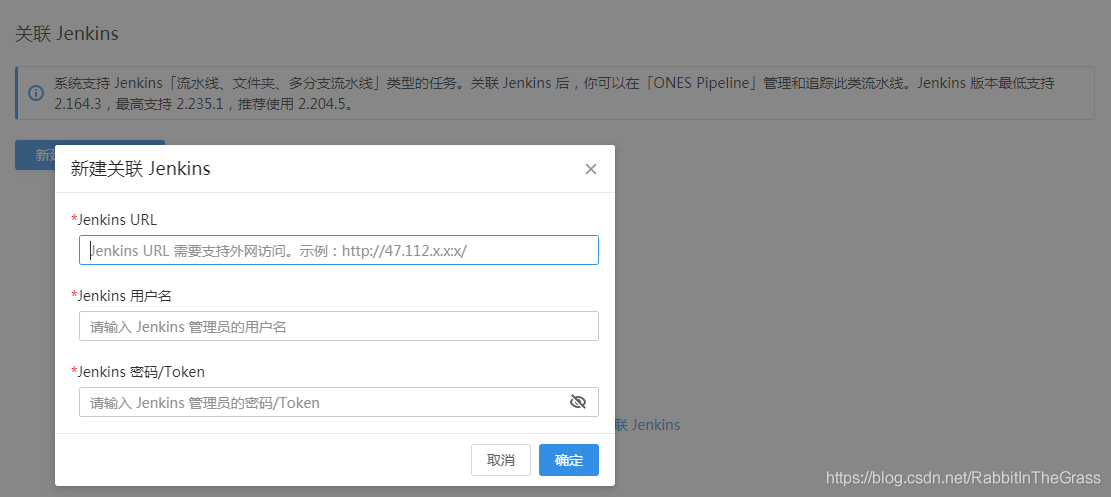 关联 Jenkins
系统支持 Jenkins「流水线、文件夹、多分支流水线」类型的任务。关联 Jenkins 后，你可以在「ONES Pipeline」管理和追踪此类流水线。Jenkins 版本最低支持
2.164.3，最高支持 2.235.1，推荐使用 2.204.5。
新建关联 Jenkins
*Jenkins URL
Jenkins URL 需要支持外网访问。示例：http://47.112.x.x:x/
*Jenkins 用户名
请输入 Jenkins 管理员的用户名
*Jenkins 密码/Token
请输入 Jenkins 管理员的密码/Token
联 Jenkins
取消 确定
https://blog.csdn.net/RabbitInTheGrass